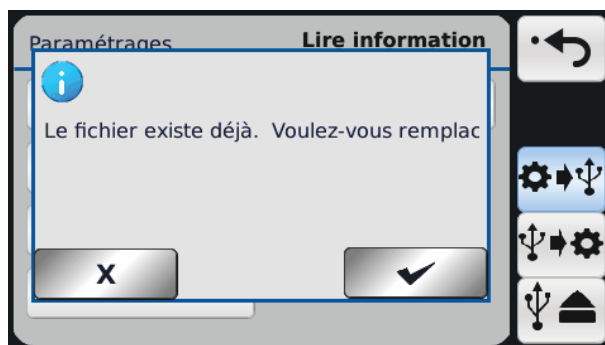 Paramétrages
Lire information
Le fichier existe déjà. Voulez-vous remplac
X